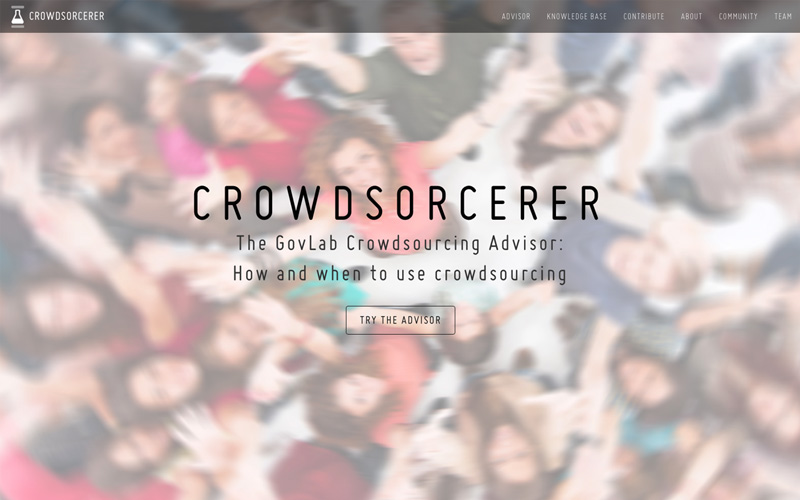 CROWDSORCERER
ADVISOR KNOWLEDGE BASE CONTRIBUTE ABOUT COMMUNITY TEAM
CROWDSORCERER
The GovLab Crowdsourcing Advisor:
How and when to use crowdsourcing
TRY THE ADVISOR